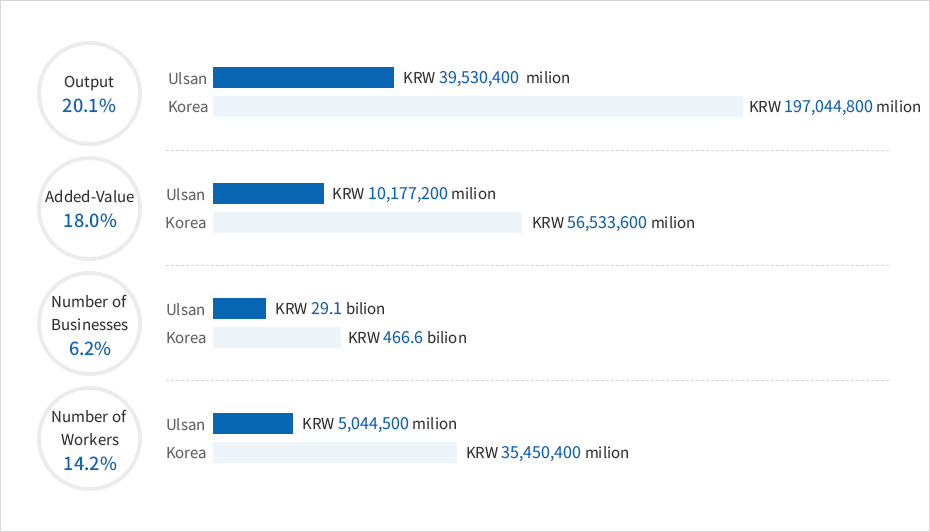 Output
20.1%
Ulsan KRW 39,530,400 milion
Korea KRW 197,044,800 milion
Added-Value
18.0%
Ulsan KRW 10,177,200 milion
Korea KRW 56,533,600 milion
Number of
Businesses
6.2%
Ulsan KRW 29.1 bilion
Korea KRW 466.6 bilion
Number of
Workers
14.2%
Ulsan KRW 5,044,500 milion
Korea KRW 35,450,400 milion